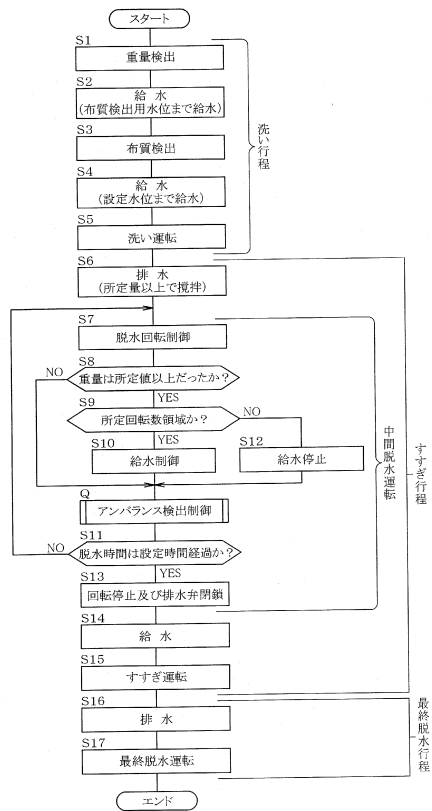 スタート
S1
重量検出
S2
給 水
(布質検出用水位まで給水)
S3
布質検出
S4
給 水
(設定水位まで給水)
S5
洗い運転
洗い行程
S6
排 水
(所定量以上で撹拌)
S7
脱水回転制御
S8
NO
重量は所定値以上だったか?
YES
S9
所定回転数領域か?
NO
YES
S10
給水制御
S12
給水停止
Q
アンバランス検出制御
S11
NO
脱水時間は設定時間経過か?
YES
S13
回転停止及び排水弁閉鎖
中間脱水運転
S14
給 水
S15
すすぎ運転
すすぎ行程
S16
排 水
S17
最終脱水運転
最終脱水行程
エンド